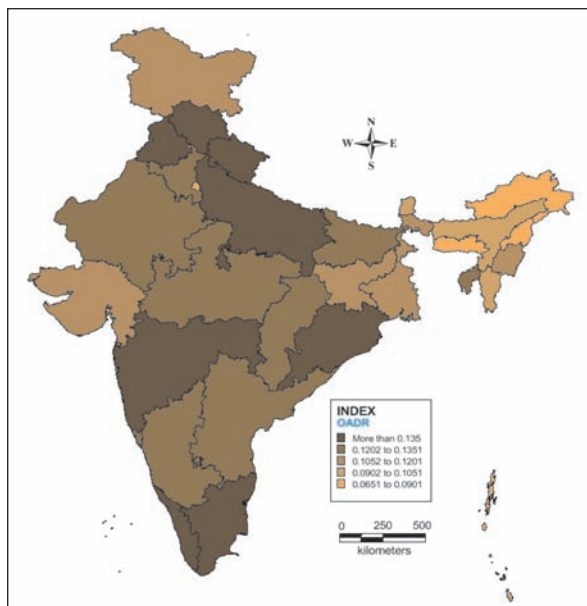 N
W E
S
INDEX
OADR
More than 0.135
0.1202 to 0.1351
0.1052 to 0.1201
0.0902 to 0.1051
0.0651 to 0.0901
0 250 500
kilometers